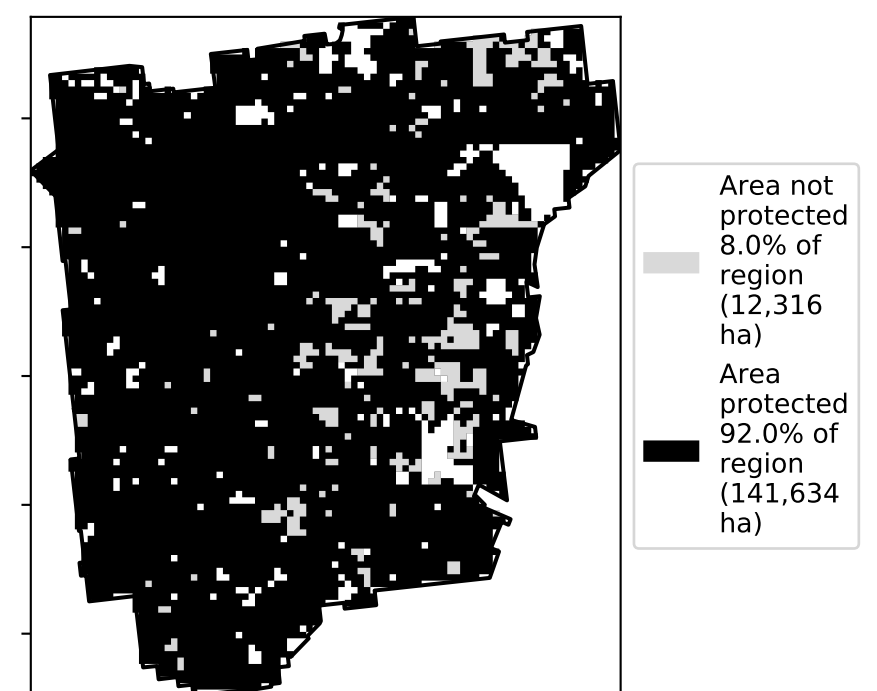 Area not
protected
8.0% of
region
(12,316
ha)
Area
protected
92.0% of
region
(141,634
ha)